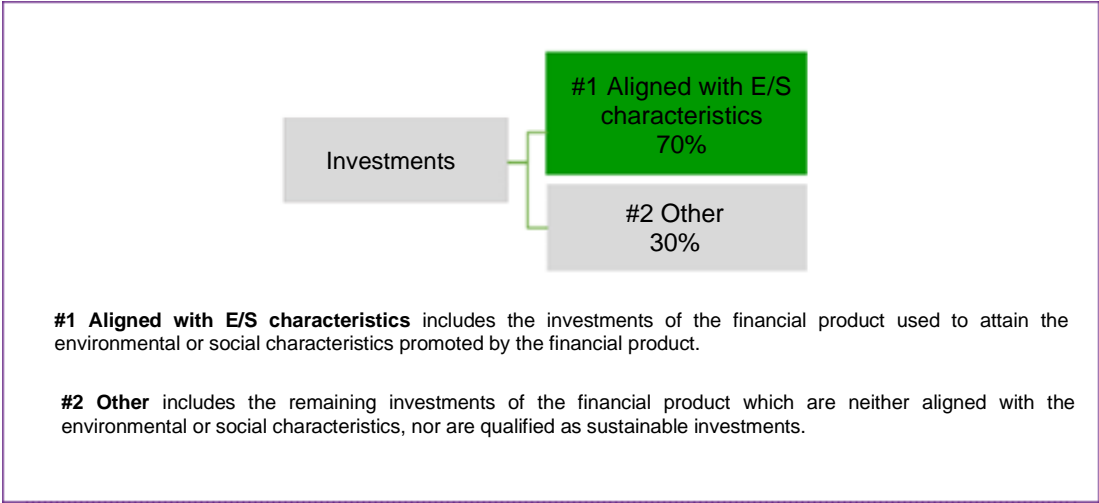 #1 Aligned with E/S
characteristics
70%
Investments
#2 Other
30%
#1 Aligned with E/S characteristics includes the investments of the financial product used to attain the
environmental or social characteristics promoted by the financial product.
#2 Other includes the remaining investments of the financial product which are neither aligned with the
environmental or social characteristics, nor are qualified as sustainable investments.